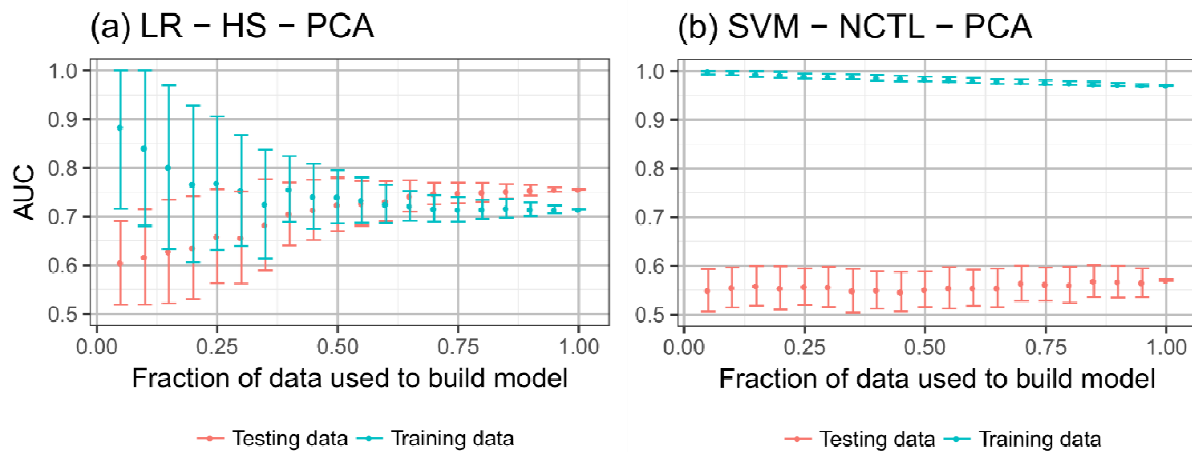 (a) LR − HS − PCA
1.0
0.9
0.8
0.7
0.6
0.5
AUC
0.00 0.25 0.50 0.75 1.00
Fraction of data used to build model
Testing data Training data
(b) SVM − NCTL − PCA
1.0
0.9
0.8
0.7
0.6
0.5
0.00 0.25 0.50 0.75 1.00
Fraction of data used to build model
Testing data Training data